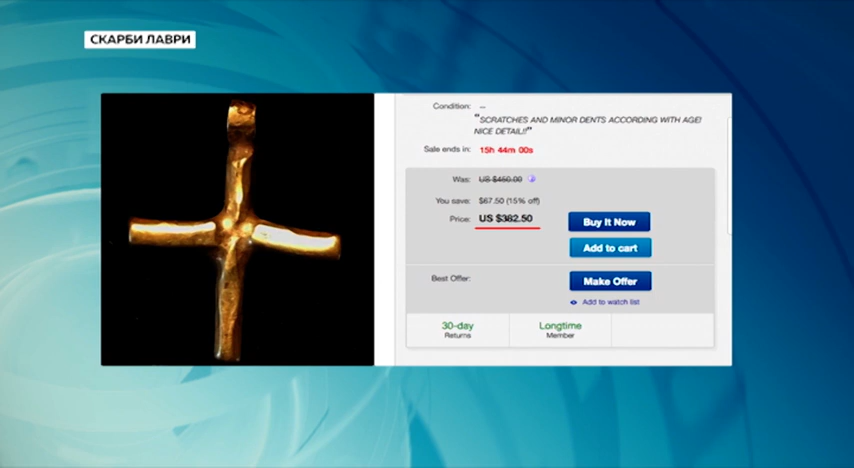 СКАРБИ ЛАВРИ
Condition: --
"SCRATCHES AND MINOR DENTS ACCORDING WITH AGE!
NICE DETAIL!!"
Sale ends in: 15h 44m 00s
Was: US $450.00
You save: $67.50 (15% off)
Price: US $382.50
Buy It Now
Add to cart
Best Offer:
Make Offer
Add to watch list
30-day Longtime
Returns Member